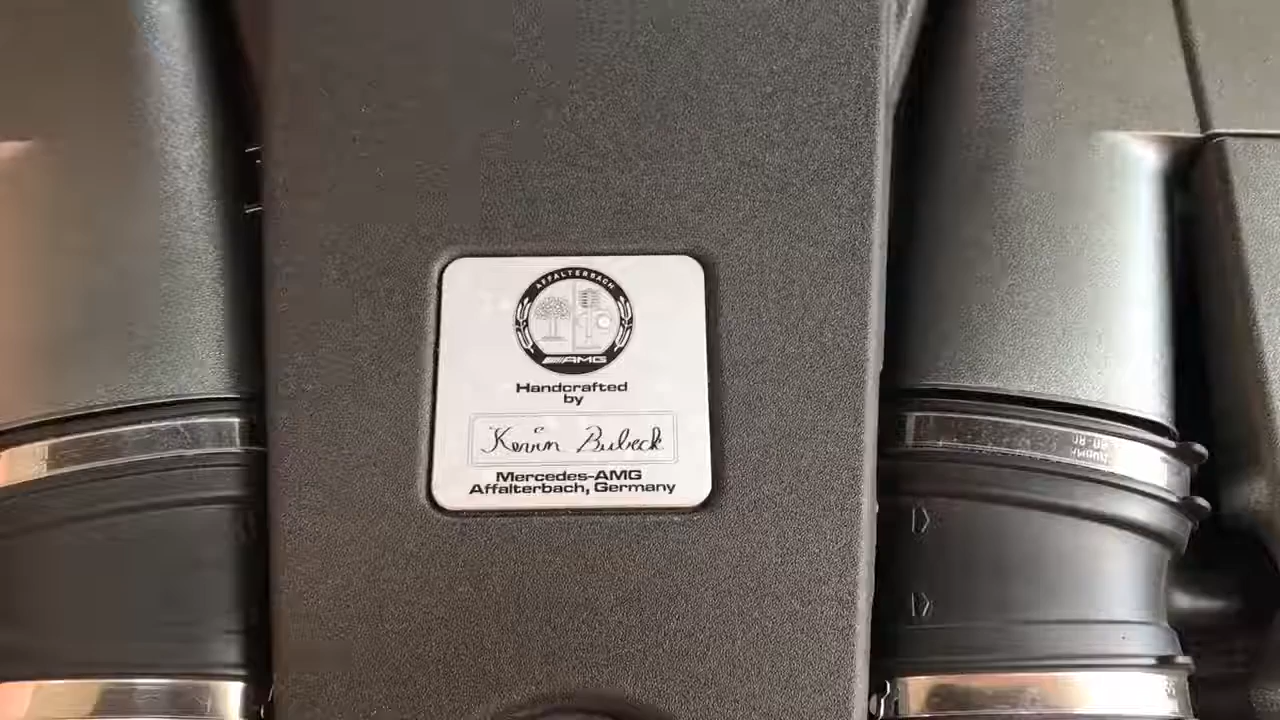 AFFALTERBACH
AMG
Handcrafted
by
Kevin Bubeck
Mercedes-AMG
Affalterbach, Germany